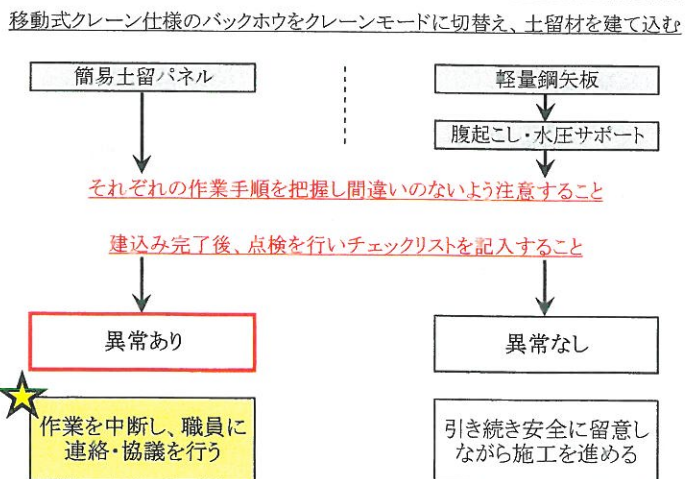 移動式クレーン仕様のバックホウをクレーンモードに切替え、土留材を建て込む
簡易土留パネル
軽量鋼矢板
腹起こし・水圧サポート
それぞれの作業手順を把握し間違いのないよう注意すること
建込み完了後、点検を行いチェックリストを記入すること
異常あり
異常なし
作業を中断し、職員に
連絡・協議を行う
引き続き安全に留意し
ながら施工を進める